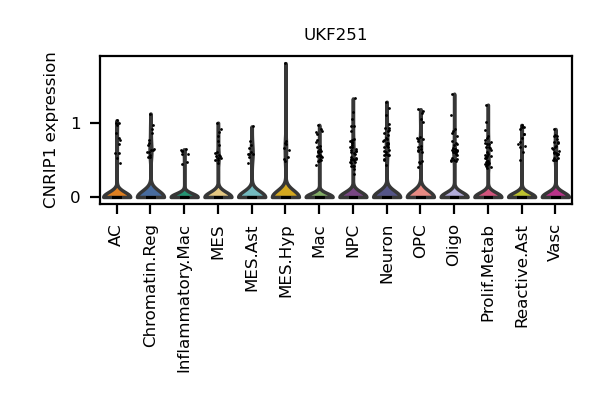 UKF251
CNRIP1 expression
1
0
AC
Chromatin.Reg
Inflammatory.Mac
MES
MES.Ast
MES.Hyp
Mac
NPC
Neuron
OPC
Oligo
Prolif.Metab
Reactive.Ast
Vasc